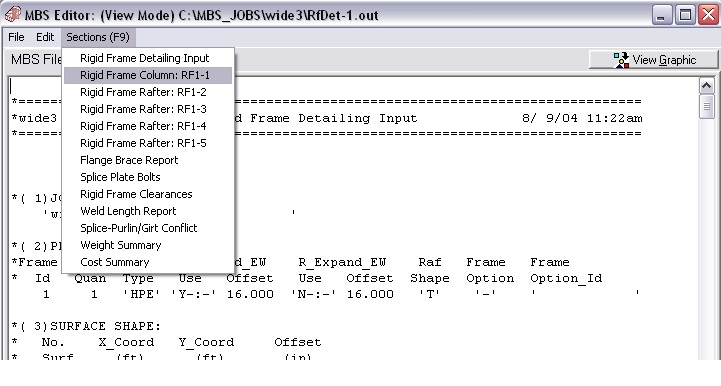 MBS Editor: (View Mode) C:\MBS_JOBS\wide3\RfDet-1.out
File Edit Sections (F9)
MBS File
View Graphic
Rigid Frame Detailing Input
Rigid Frame Column: RF1-1
Rigid Frame Rafter: RF1-2
Rigid Frame Rafter: RF1-3
Rigid Frame Rafter: RF1-4
Rigid Frame Rafter: RF1-5
Flange Brace Report
Splice Plate Bolts
Rigid Frame Clearances
Weld Length Report
Splice-Purlin/Girt Conflict
Weight Summary
Cost Summary
*wide3 d Frame Detailing Input 8/ 9/04 11:22am
*( 1)JO
'wi '
*( 2)PL
*Frame d_EW R_Expand_EW Raf Frame Frame
* Id Quan Type Use Offset Use Offset Shape Option Option_Id
1 1 'HPE' 'Y-:-' 16.000 'N-:-' 16.000 'T' '-' ' '
*( 3)SURFACE SHAPE:
* No. X_Coord Y_Coord Offset
* Surf (ft) (ft) (in)